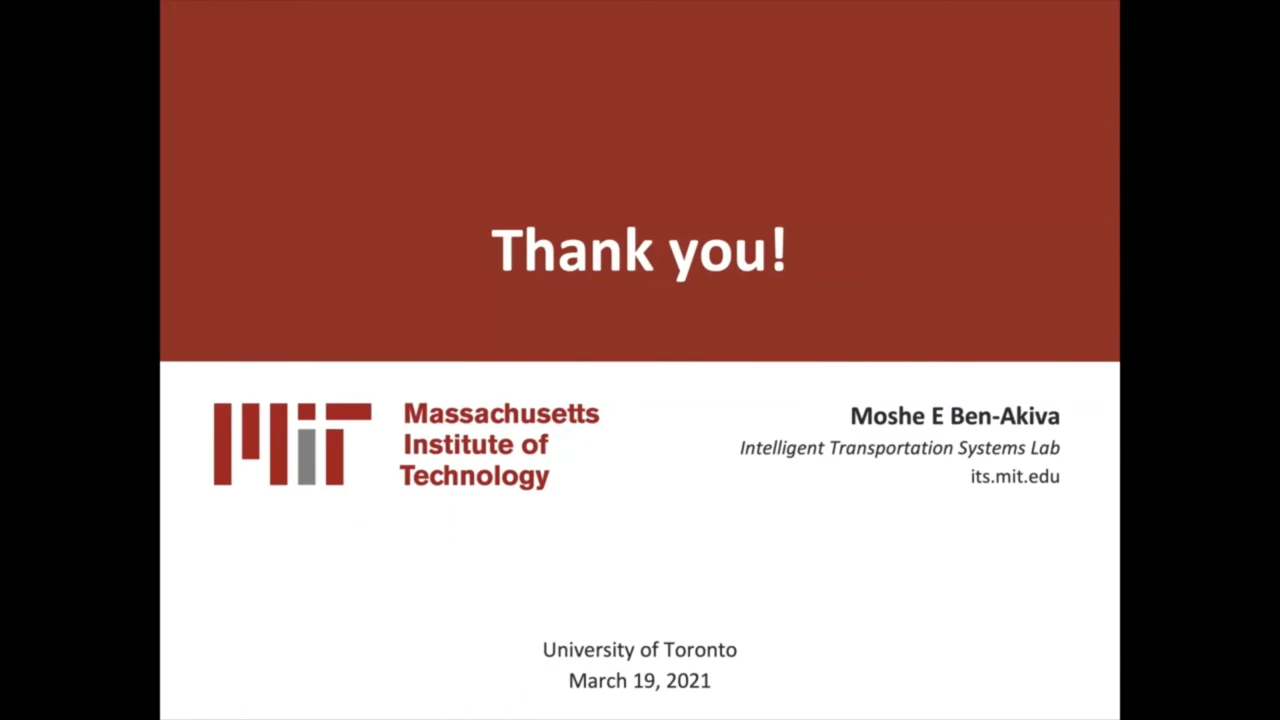 Thank you!
MIT
Massachusetts
Institute of
Technology
Moshe E Ben-Akiva
Intelligent Transportation Systems Lab
its.mit.edu
University of Toronto
March 19, 2021